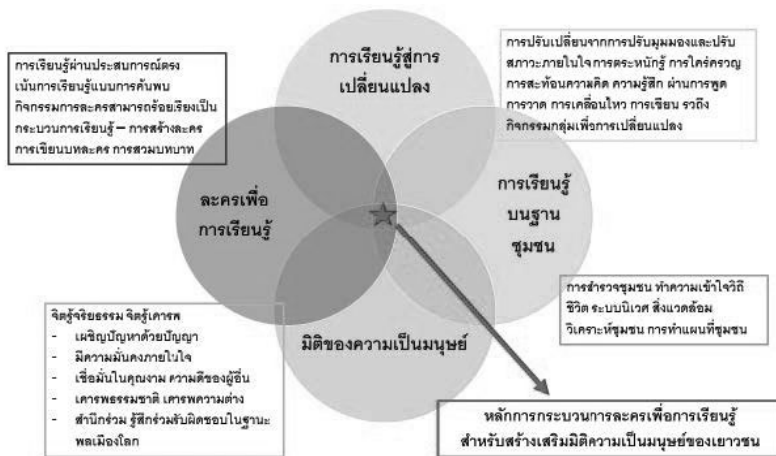 การเรียนรู้ผ่านประสบการณ์ตรง
เน้นการเรียนรู้แบบการค้นพบ
กิจกรรมการละครสามารถร้อยเรียงเป็น
กระบวนการเรียนรู้ – การสร้างละคร
การเขียนบทละคร การสวมบทบาท
การเรียนรู้สู่การ
เปลี่ยนแปลง
การปรับเปลี่ยนจากการปรับมุมมองและปรับ
สภาวะภายในใจ การตระหนักรู้ การใคร่ครวญ
การสะท้อนความคิด ความรู้สึก ผ่านการพูด
การวาด การเคลื่อนไหว การเขียน รวมถึง
กิจกรรมกลุ่มเพื่อการเปลี่ยนแปลง
ละครเพื่อ
การเรียนรู้
การเรียนรู้
บนฐาน
ชุมชน
มิติของความเป็นมนุษย์
การสำรวจชุมชน ทำความเข้าใจวิถี
ชีวิต ระบบนิเวศ สิ่งแวดล้อม
วิเคราะห์ชุมชน การทำแผนที่ชุมชน
จิตรู้จริยธรรม จิตรู้เคารพ
- เผชิญปัญหาด้วยปัญญา
- มีความมั่นคงภายในใจ
- เชื่อมั่นในคุณงาม ความดีของผู้อื่น
- เคารพธรรมชาติ เคารพความต่าง
- สำนึกร่วม รู้สึกร่วมรับผิดชอบในฐานะ
พลเมืองโลก
หลักการกระบวนการละครเพื่อการเรียนรู้
สำหรับสร้างเสริมมิติความเป็นมนุษย์ของเยาวชน